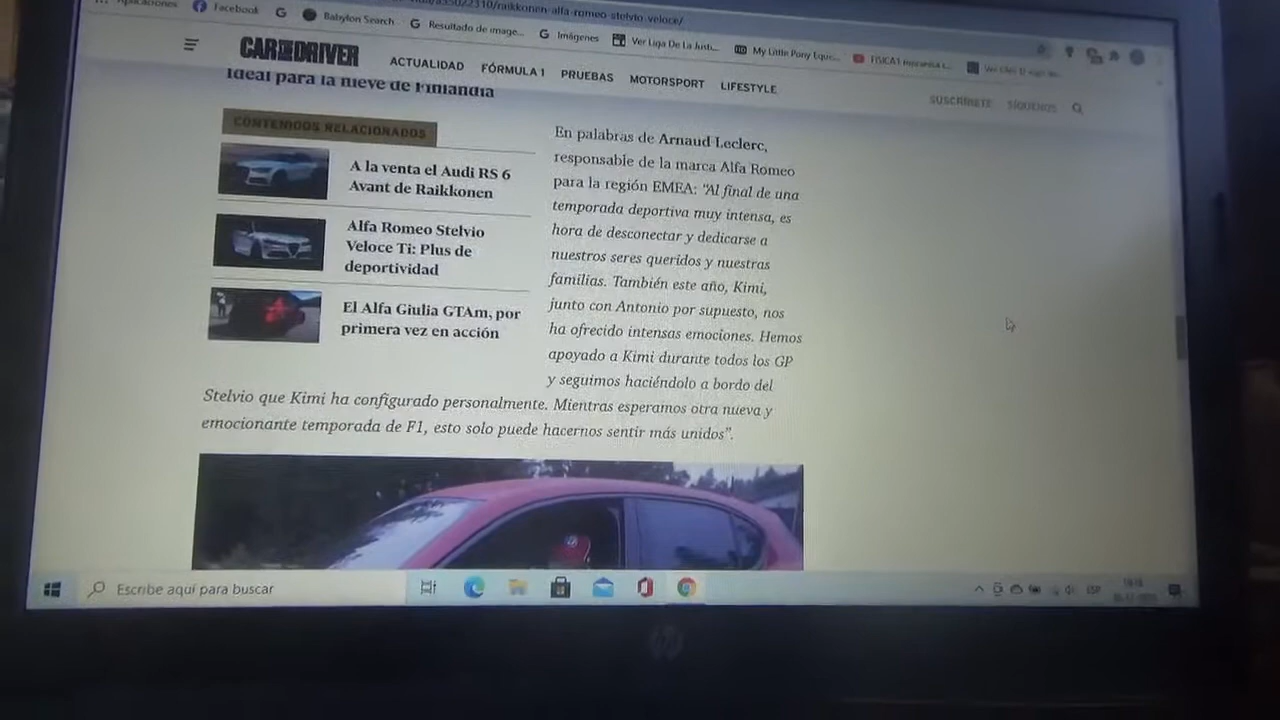 raikkonen-alfa-romeo-stelvio-veloce/
Facebook
Babylon Search
Resultado de image...
Imágenes
Ver Liga De La Justi...
My Little Pony Eque...
CAR AND DRIVER
ACTUALIDAD
FÓRMULA 1
PRUEBAS
MOTORSPORT
LIFESTYLE
SUSCRÍBETE
SÍGUENOS
Ideal para la nieve de Finlandia
CONTENIDOS RELACIONADOS
A la venta el Audi RS 6
Avant de Raikkonen
Alfa Romeo Stelvio
Veloce Ti: Plus de
deportividad
El Alfa Giulia GTAm, por
primera vez en acción
En palabras de Arnaud Leclerc,
responsable de la marca Alfa Romeo
para la región EMEA: "Al final de una
temporada deportiva muy intensa, es
hora de desconectar y dedicarse a
nuestros seres queridos y nuestras
familias. También este año, Kimi,
junto con Antonio por supuesto, nos
ha ofrecido intensas emociones. Hemos
apoyado a Kimi durante todos los GP
y seguimos haciéndolo a bordo del
Stelvio que Kimi ha configurado personalmente. Mientras esperamos otra nueva y
emocionante temporada de F1, esto solo puede hacernos sentir más unidos".
Escribe aquí para buscar
ESP
hp